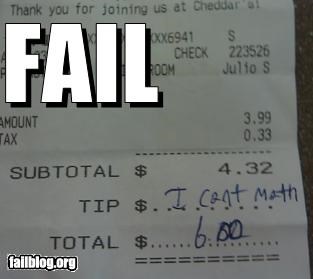 Thank you for joining us at Cheddar's!
XX6941 S
CHECK 223526
ROOM Julio S
FAIL
AMOUNT 3.99
TAX 0.33
SUBTOTAL $ 4.32
TIP $ I cant Math
TOTAL $ 6.00
failblog.org